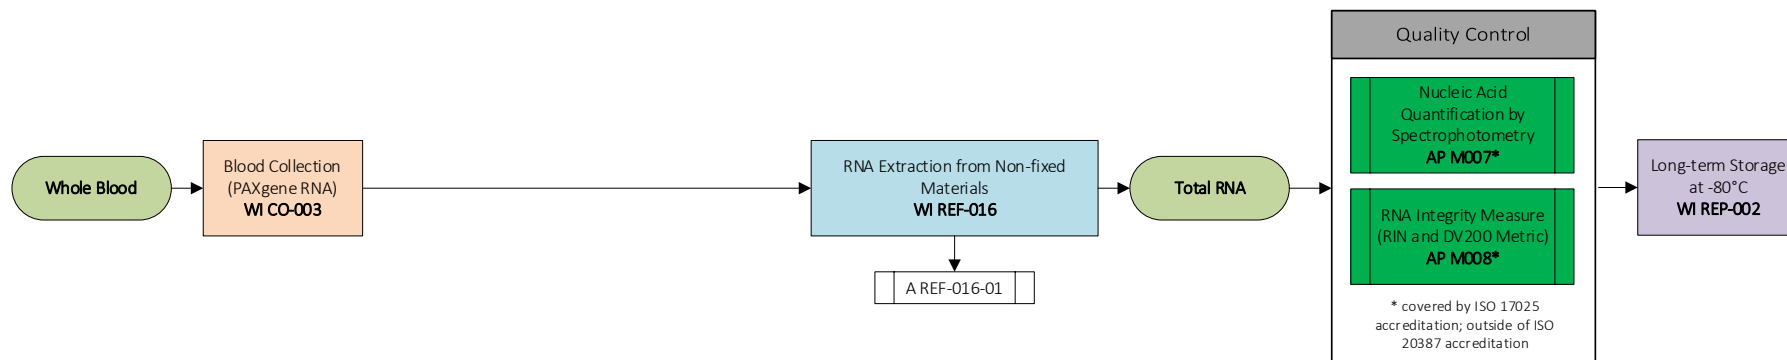 Whole Blood
Blood Collection
(PAXgene RNA)
WI CO-003
RNA Extraction from Non-fixed
Materials
WI REF-016
A REF-016-01
Total RNA
Quality Control
Nucleic Acid
Quantification by
Spectrophotometry
AP M007*
RNA Integrity Measure
(RIN and DV200 Metric)
AP M008*
* covered by ISO 17025
accreditation; outside of ISO
20387 accreditation
Long-term Storage
at -80°C
WI REP-002